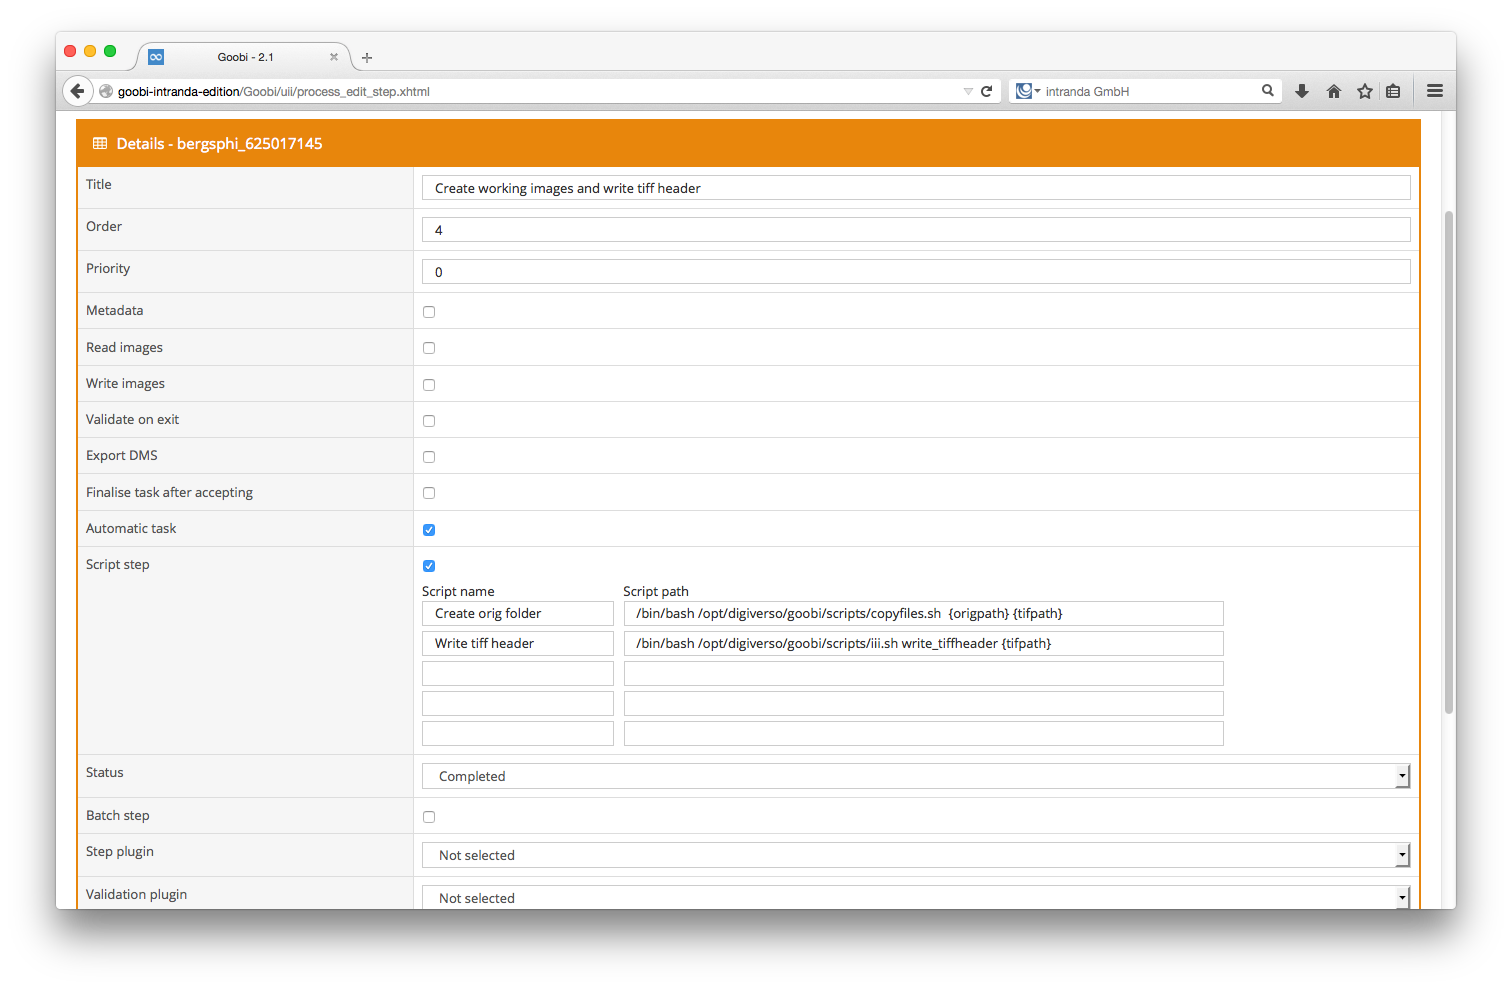 Goobi - 2.1
goobi-intranda-edition/Goobi/uii/process_edit_step.xhtml
intranda GmbH
Details - bergsphi_625017145
Title
Create working images and write tiff header
Order
4
Priority
0
Metadata
Read images
Write images
Validate on exit
Export DMS
Finalise task after accepting
Automatic task
Script step
Script name Script path
Create orig folder /bin/bash /opt/digiverso/goobi/scripts/copyfiles.sh  {origpath} {tifpath}
Write tiff header /bin/bash /opt/digiverso/goobi/scripts/iii.sh write_tiffheader {tifpath}
Status
Completed
Batch step
Step plugin
Not selected
Validation plugin
Not selected